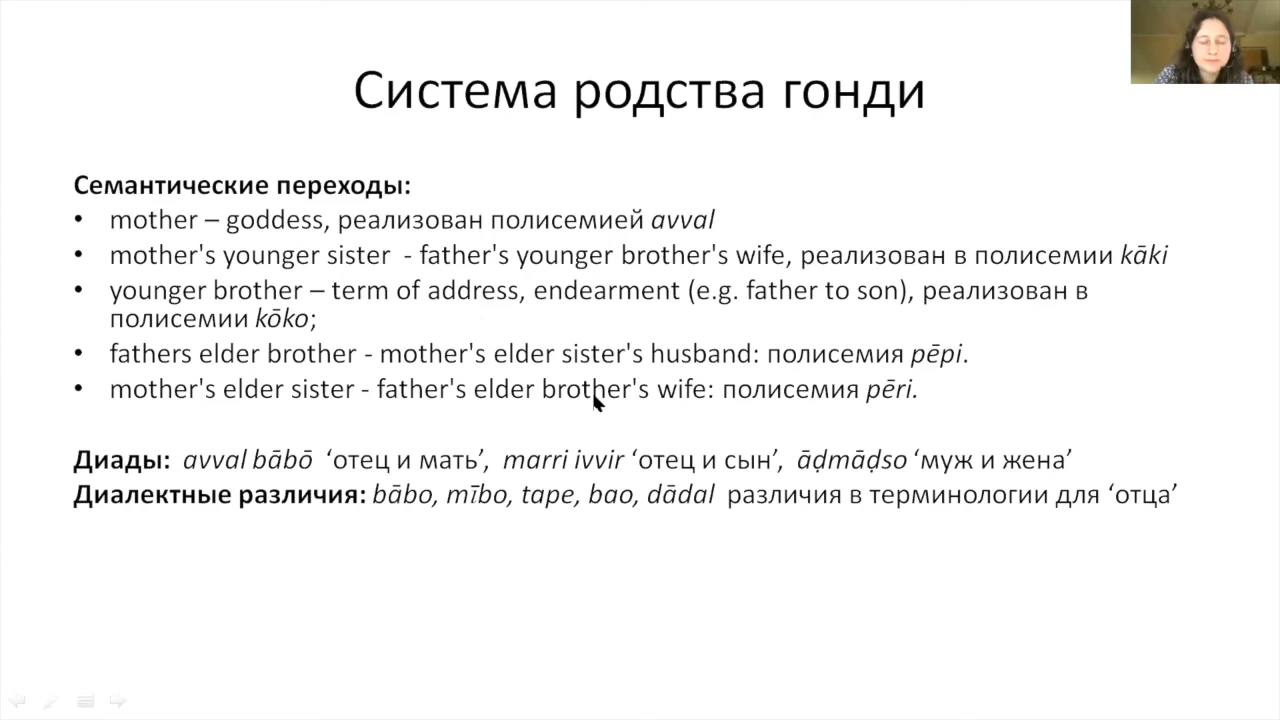 Система родства гонди
Семантические переходы:
• mother – goddess, реализован полисемией avval
• mother's younger sister - father's younger brother's wife, реализован в полисемии kāki
• younger brother – term of address, endearment (e.g. father to son), реализован в
полисемии kōko;
• fathers elder brother - mother's elder sister's husband: полисемия pēpi.
• mother's elder sister - father's elder brother's wife: полисемия pēri.
Диады: avval bābō ‘отец и мать’, marri ivvir ‘отец и сын’, āḍmāḍso ‘муж и жена’
Диалектные различия: bābo, mības, tape, bao, dādal различия в терминологии для ‘отца’